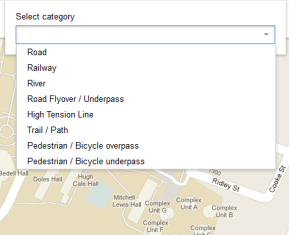 Select category
Road
Railway
River
Road Flyover / Underpass
High Tension Line
Trail / Path
Pedestrian / Bicycle overpass
Pedestrian / Bicycle underpass
Bedell Hall
Doles Hall
Hugh
Cale Hall
Mitchell
Lewis Hall
Complex
Unit G
Complex
Unit A
Complex
Unit B
Complex
Unit F
Complex
Unit C
Ridley St
Cooke St